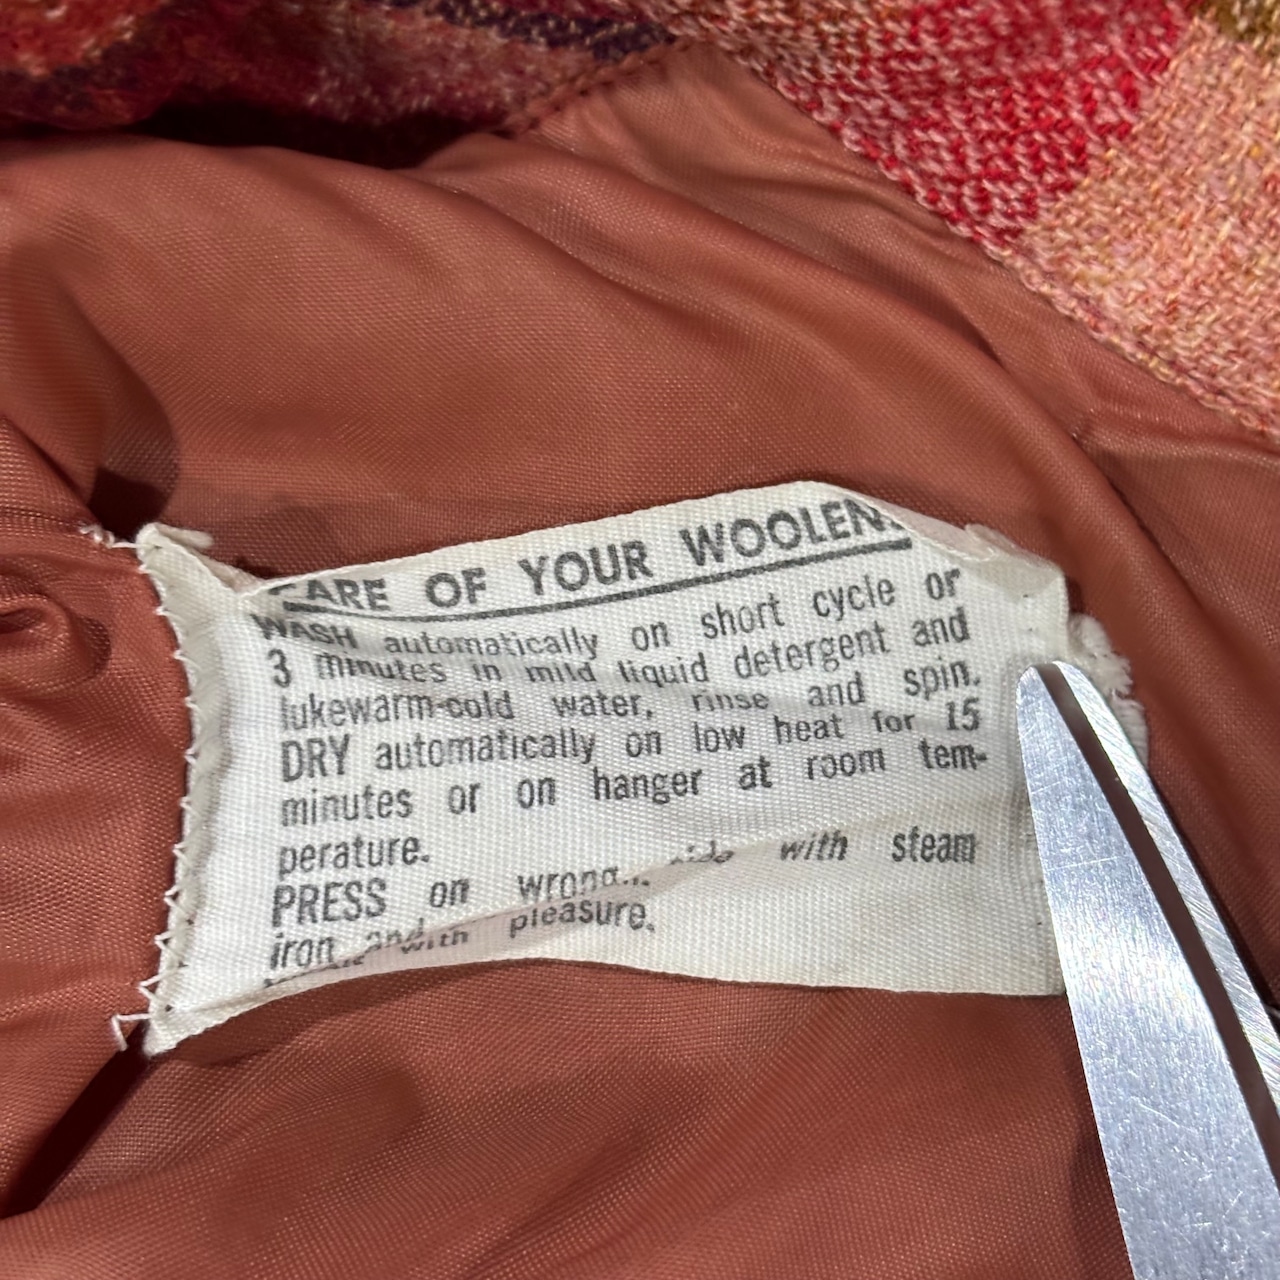 CARE OF YOUR WOOLENS
WASH automatically on short cycle or
3 minutes in mild liquid detergent and
lukewarm-cold water, rinse and spin.
DRY automatically on low heat for 15
minutes or on hanger at room tem-
perature.
PRESS on wrong side with steam
iron and
with pleasure.